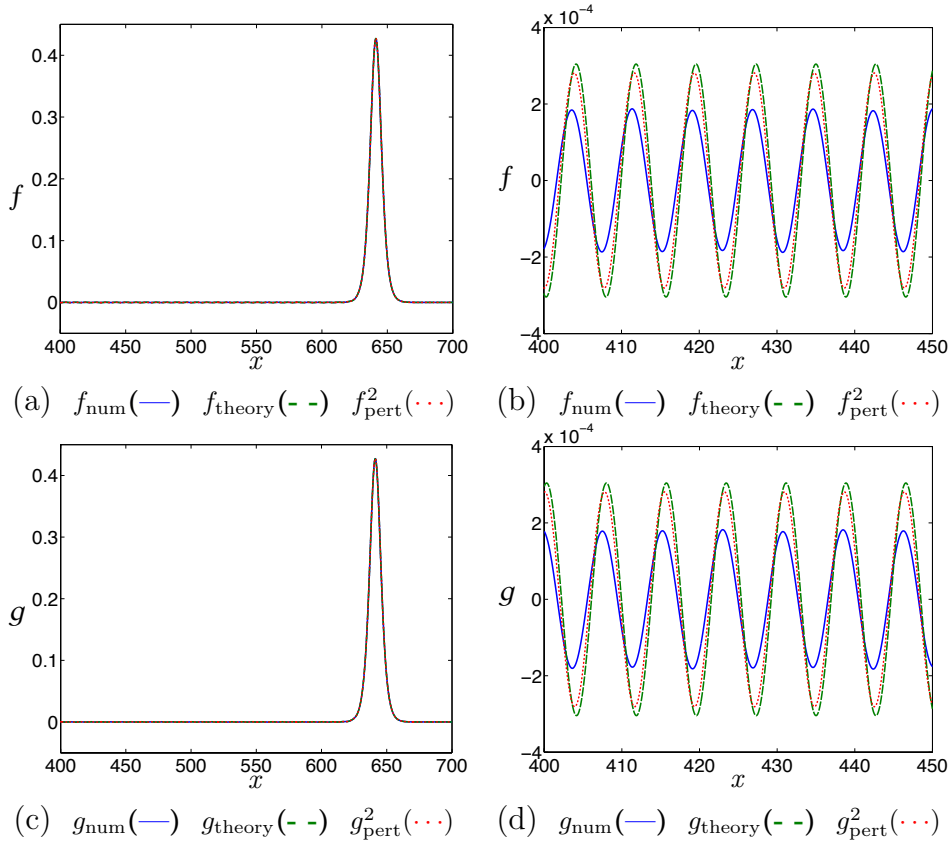 x 10⁻⁴
0.4
0.3
0.2
0.1
0
f
400 450 500 550 600 650 700
x
4
2
0
−2
−4
f
400 410 420 430 440 450
x
(a) f_num(—) f_theory(– –) f²_pert(···)
(b) f_num(—) f_theory(– –) f²_pert(···)
x 10⁻⁴
0.4
0.3
0.2
0.1
0
g
400 450 500 550 600 650 700
x
4
2
0
−2
−4
g
400 410 420 430 440 450
x
(c) g_num(—) g_theory(– –) g²_pert(···)
(d) g_num(—) g_theory(– –) g²_pert(···)